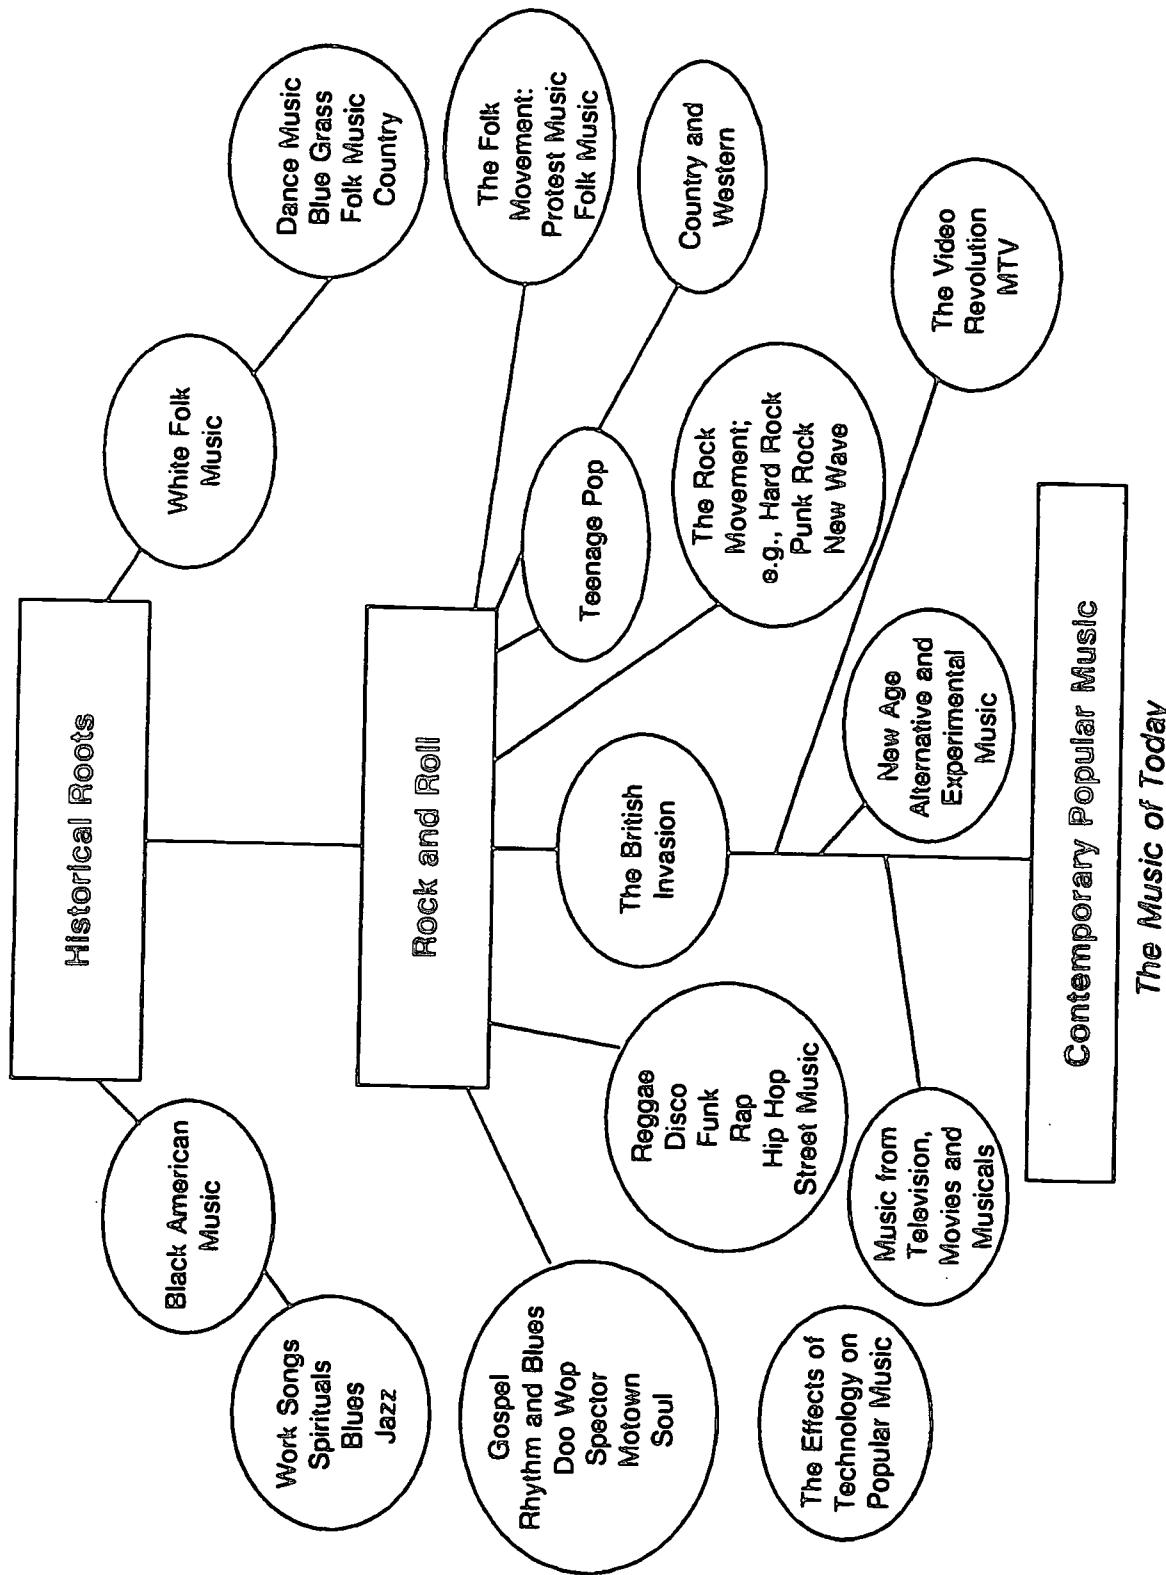 Historical Roots
Black American
Music
White Folk
Music
Work Songs
Spirituals
Blues
Jazz
Dance Music
Blue Grass
Folk Music
Country
Rock and Roll
Gospel
Rhythm and Blues
Doo Wop
Spector
Motown
Soul
Reggae
Disco
Funk
Rap
Hip Hop
Street Music
The British
Invasion
Teenage Pop
The Folk
Movement:
Protest Music
Folk Music
Country and
Western
The Rock
Movement;
e.g., Hard Rock
Punk Rock
New Wave
The Effects of
Technology on
Popular Music
Music from
Television,
Movies and
Musicals
New Age
Alternative and
Experimental
Music
The Video
Revolution
MTV
Contemporary Popular Music
The Music of Today